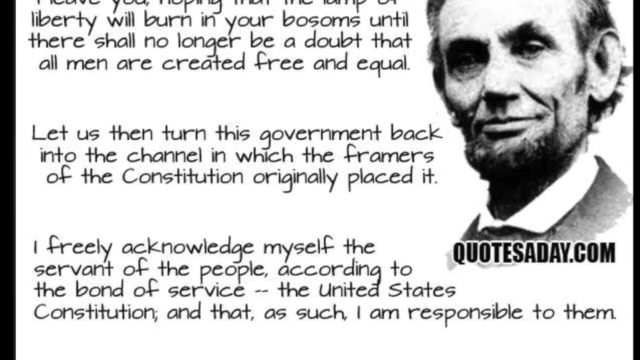 I leave you, hoping that the lamp of
liberty will burn in your bosoms until
there shall no longer be a doubt that
all men are created free and equal.
Let us then turn this government back
into the channel in which the framers
of the Constitution originally placed it.
I freely acknowledge myself the
servant of the people, according to
the bond of service -- the United States
Constitution; and that, as such, I am responsible to them.
QUOTESADAY.COM